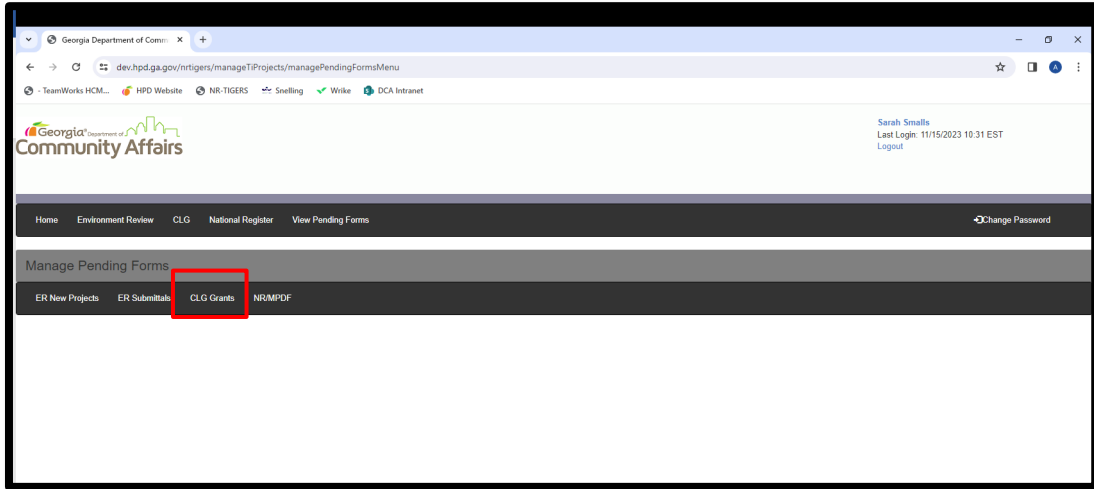 Georgia Department of Comm
dev.hpd.ga.gov/nrtigers/manageTiProjects/managePendingFormsMenu
A
- TeamWorks HCM... HPD Website NR-TIGERS Snelling Wrike DCA Intranet
Georgia® Department of
Community Affairs
Sarah Smalls
Last Login: 11/15/2023 10:31 EST
Logout
Home Environment Review CLG National Register View Pending Forms Change Password
Manage Pending Forms
ER New Projects ER Submittals CLG Grants NR/MPDF